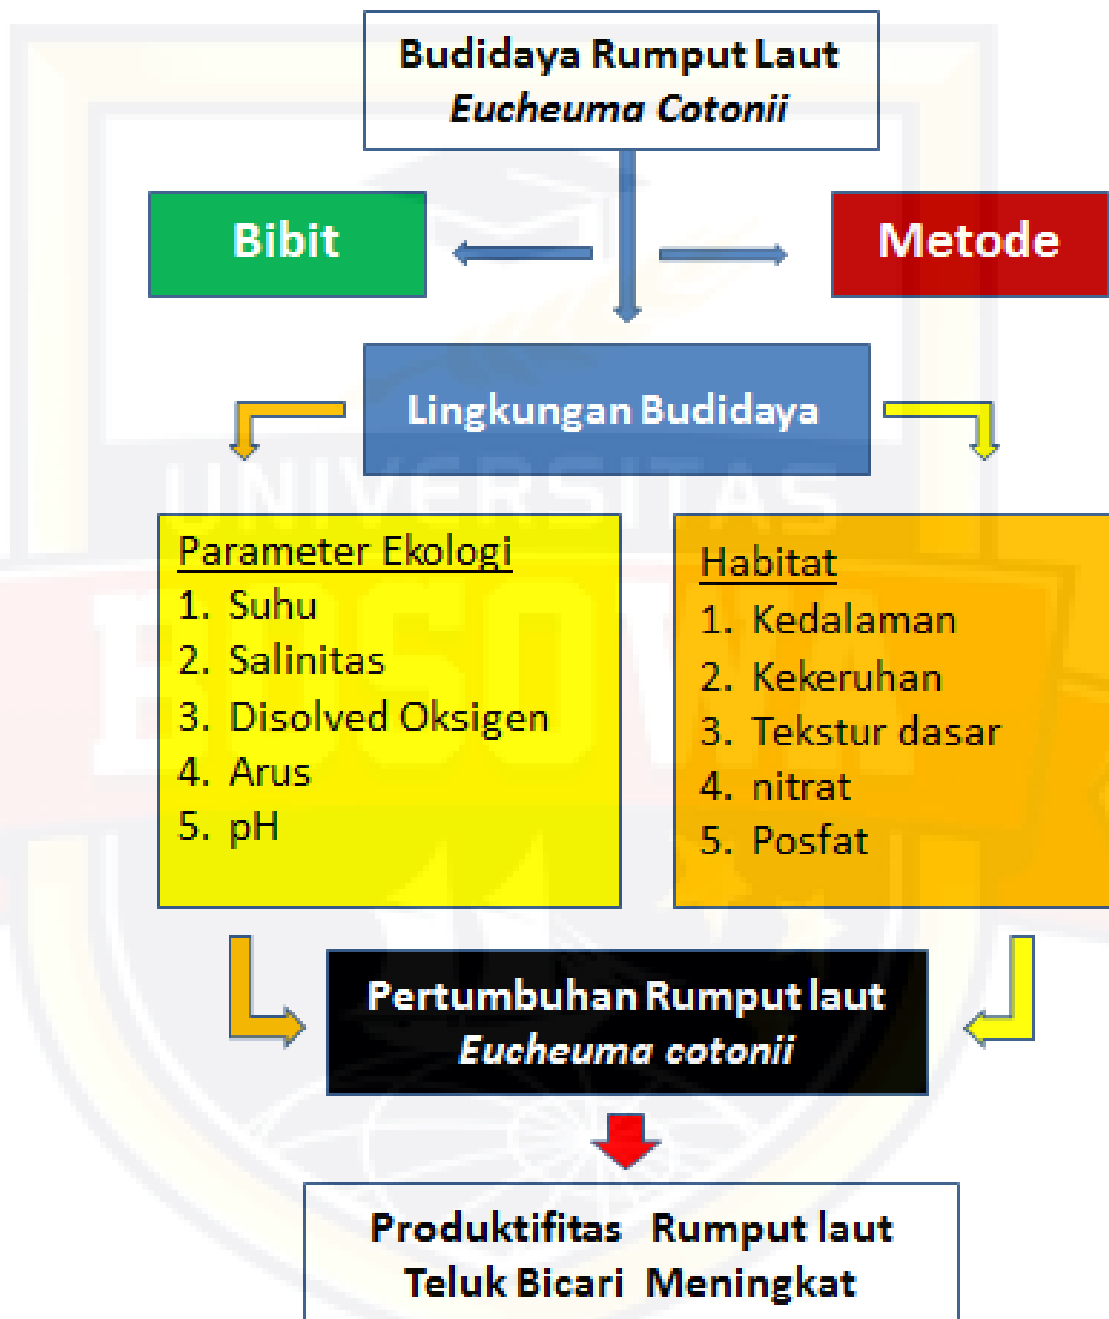 Budidaya Rumput Laut
Eucheuma Cotonii
Bibit
Metode
Lingkungan Budidaya
UNIVERSITAS
BOSOWA
Parameter Ekologi
1. Suhu
2. Salinitas
3. Disolved Oksigen
4. Arus
5. pH
Habitat
1. Kedalaman
2. Kekeruhan
3. Tekstur dasar
4. nitrat
5. Posfat
Pertumbuhan Rumput laut
Eucheuma cotonii
Produktifitas Rumput laut
Teluk Bicari Meningkat